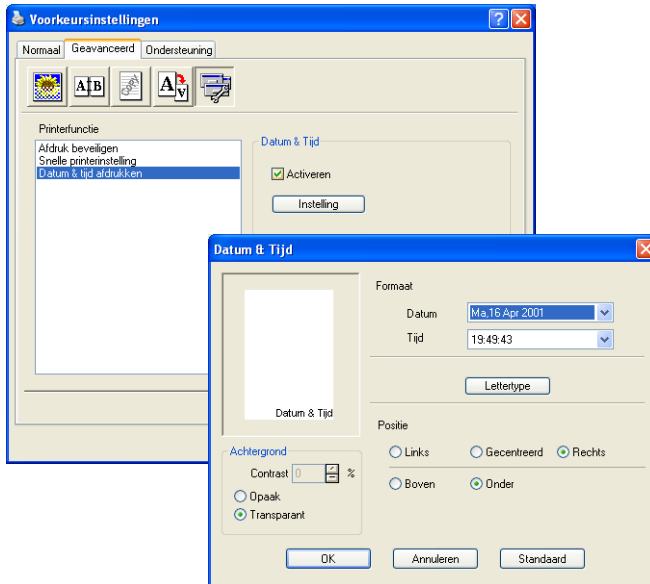 Voorkeursinstellingen
Normaal Geavanceerd Ondersteuning
A B
A V
Printerfunctie
Afdruk beveiligen
Snelle printerinstelling
Datum & tijd afdrukken
Datum & Tijd
Activeren
Instelling
Datum & Tijd
Datum & Tijd
Formaat
Datum Ma,16 Apr 2001
Tijd 19:49:43
Lettertype
Positie
Links Gecentreerd Rechts
Boven Onder
Achtergrond
Contrast 0 %
Opaak
Transparant
OK Annuleren Standaard